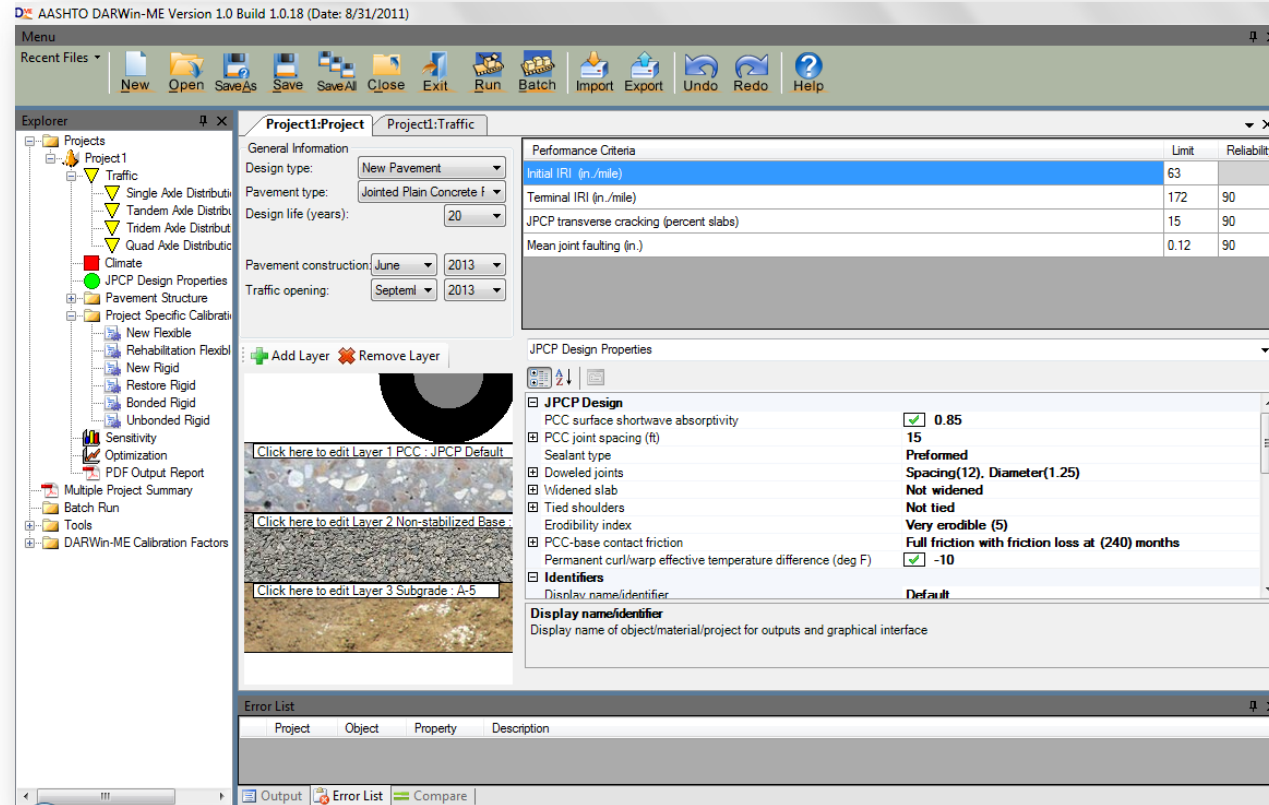 AASHTO DARWin-ME Version 1.0 Build 1.0.18 (Date: 8/31/2011)
Menu
Recent Files
New Open SaveAs Save SaveAll Close Exit Run Batch Import Export Undo Redo Help
Explorer
Projects
Project1
Traffic
Single Axle Distributi
Tandem Axle Distribu
Tridem Axle Distribut
Quad Axle Distributic
Climate
JPCP Design Properties
Pavement Structure
Project Specific Calibrati
New Flexible
Rehabilitation Flexibl
New Rigid
Restore Rigid
Bonded Rigid
Unbonded Rigid
Sensitivity
Optimization
PDF Output Report
Multiple Project Summary
Batch Run
Tools
DARWin-ME Calibration Factors
Project1:Project Project1:Traffic
General Information
Design type: New Pavement
Pavement type: Jointed Plain Concrete F
Design life (years): 20
Pavement construction: June 2013
Traffic opening: Septeml 2013
Performance Criteria Limit Reliability
Initial IRI (in./mile) 63
Terminal IRI (in./mile) 172 90
JPCP transverse cracking (percent slabs) 15 90
Mean joint faulting (in.) 0.12 90
Add Layer Remove Layer
Click here to edit Layer 1 PCC : JPCP Default
Click here to edit Layer 2 Non-stabilized Base :
Click here to edit Layer 3 Subgrade : A-5
JPCP Design Properties
JPCP Design
PCC surface shortwave absorptivity 0.85
PCC joint spacing (ft) 15
Sealant type Preformed
Doweled joints Spacing(12), Diameter(1.25)
Widened slab Not widened
Tied shoulders Not tied
Erodibility index Very erodible (5)
PCC-base contact friction Full friction with friction loss at (240) months
Permanent curl/warp effective temperature difference (deg F) -10
Identifiers
Display name/identifier Default
Display name/identifier
Display name of object/material/project for outputs and graphical interface
Error List
Project Object Property Description
Output Error List Compare